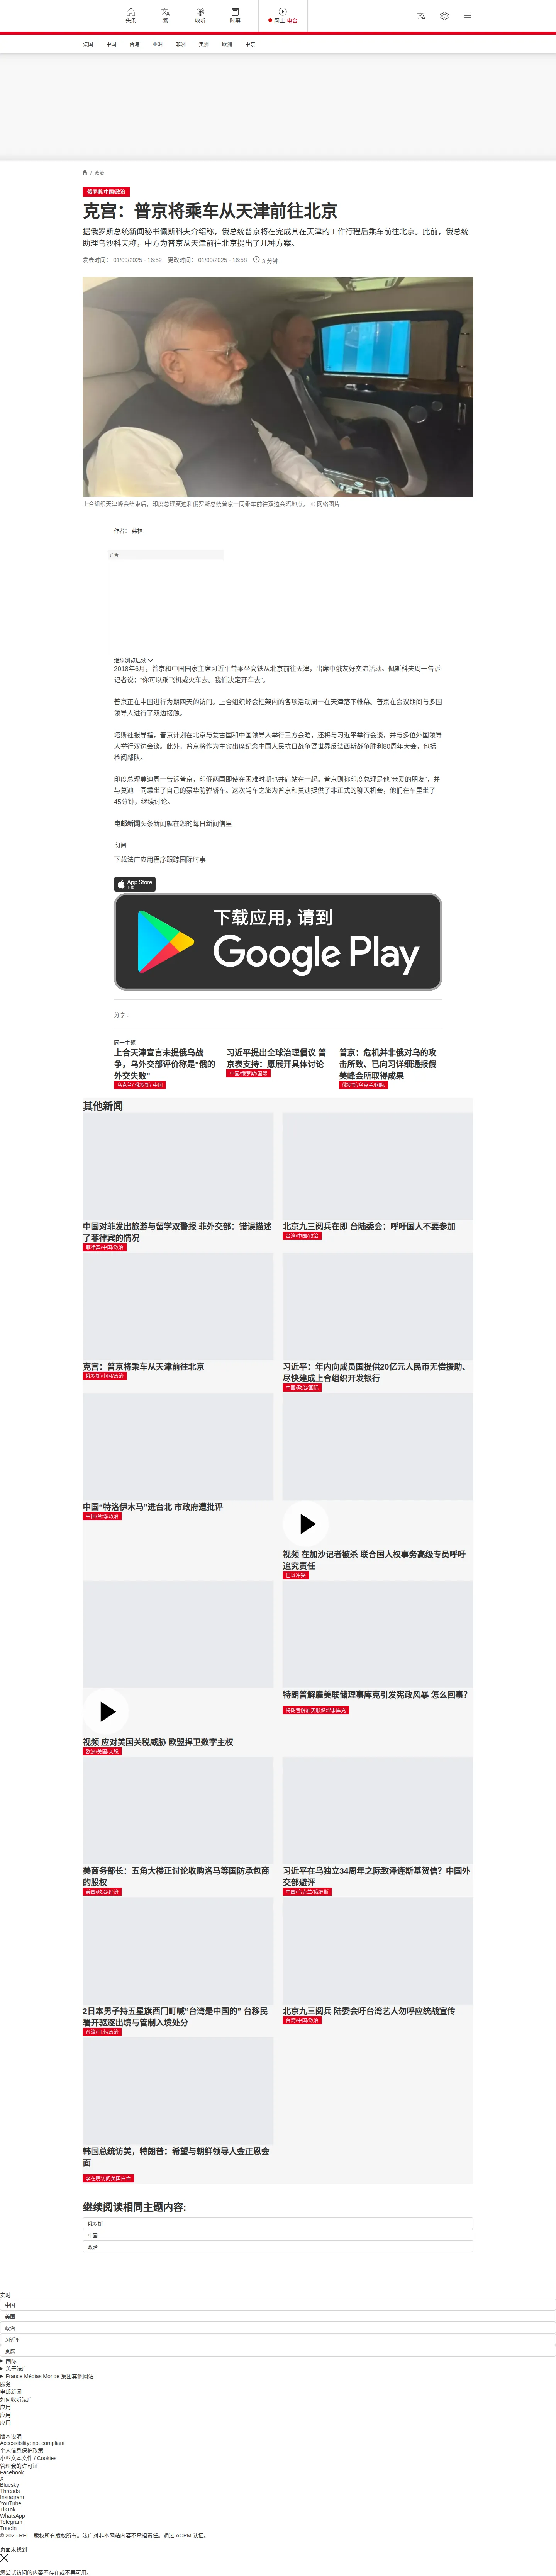 头条
繁
收听
时事
网上 电台
法国
中国
台海
亚洲
非洲
美洲
欧洲
中东
/ 政治
俄罗斯/中国/政治
克宫：普京将乘车从天津前往北京
据俄罗斯总统新闻秘书佩斯科夫介绍称，俄总统普京将在完成其在天津的工作行程后乘车前往北京。此前，俄总统
助理乌沙科夫称，中方为普京从天津前往北京提出了几种方案。
发表时间： 01/09/2025 - 16:52 更改时间： 01/09/2025 - 16:58 3 分钟
上合组织天津峰会结束后，印度总理莫迪和俄罗斯总统普京一同乘车前往双边会晤地点。 © 网络图片
作者： 弗林
广告
继续浏览后续
2018年6月，普京和中国国家主席习近平曾乘坐高铁从北京前往天津，出席中俄友好交流活动。佩斯科夫周一告诉
记者说：“你可以乘飞机或火车去。我们决定开车去”。
普京正在中国进行为期四天的访问。上合组织峰会框架内的各项活动周一在天津落下帷幕。普京在会议期间与多国
领导人进行了双边接触。
塔斯社报导指，普京计划在北京与蒙古国和中国领导人举行三方会晤，还将与习近平举行会谈，并与多位外国领导
人举行双边会谈。此外，普京将作为主宾出席纪念中国人民抗日战争暨世界反法西斯战争胜利80周年大会，包括
检阅部队。
印度总理莫迪周一告诉普京，印俄两国即使在困难时期也并肩站在一起。普京则称印度总理是他“亲爱的朋友”，并
与莫迪一同乘坐了自己的豪华防弹轿车。这次驾车之旅为普京和莫迪提供了非正式的聊天机会，他们在车里坐了
45分钟，继续讨论。
电邮新闻头条新闻就在您的每日新闻信里
订阅
下载法广应用程序跟踪国际时事
App Store
下载
下载应用，请到
Google Play
分享 :
同一主题
上合天津宣言未提俄乌战
争，乌外交部评价称是“俄的
外交失败”
乌克兰/ 俄罗斯/ 中国
习近平提出全球治理倡议 普
京表支持：愿展开具体讨论
中国/俄罗斯/国际
普京：危机并非俄对乌的攻
击所致、已向习详细通报俄
美峰会所取得成果
俄罗斯/乌克兰/国际
其他新闻
中国对菲发出旅游与留学双警报 菲外交部：错误描述
了菲律宾的情况
菲律宾/中国/政治
北京九三阅兵在即 台陆委会：呼吁国人不要参加
台湾/中国/政治
克宫：普京将乘车从天津前往北京
俄罗斯/中国/政治
习近平：年内向成员国提供20亿元人民币无偿援助、
尽快建成上合组织开发银行
中国/政治/国际
中国“特洛伊木马”进台北 市政府遭批评
中国/台湾/政治
视频 在加沙记者被杀 联合国人权事务高级专员呼吁
追究责任
巴以冲突
视频 应对美国关税威胁 欧盟捍卫数字主权
欧洲/美国/关税
特朗普解雇美联储理事库克引发宪政风暴 怎么回事?
特朗普解雇美联储理事库克
美商务部长：五角大楼正讨论收购洛马等国防承包商
的股权
美国/政治/经济
习近平在乌独立34周年之际致泽连斯基贺信？中国外
交部避评
中国/乌克兰/俄罗斯
2日本男子持五星旗西门町喊“台湾是中国的” 台移民
署开驱逐出境与管制入境处分
台湾/日本/政治
北京九三阅兵 陆委会吁台湾艺人勿呼应统战宣传
台湾/中国/政治
韩国总统访美，特朗普：希望与朝鲜领导人金正恩会
面
李在明访问美国白宫
继续阅读相同主题内容:
俄罗斯
中国
政治
实时
中国
美国
政治
习近平
贪腐
国际
关于法广
France Médias Monde 集团其他网站
服务
电邮新闻
如何收听法广
应用
应用
应用
版本说明
Accessibility: not compliant
个人信息保护政策
小型文本文件 / Cookies
管理我的许可证
Facebook
X
Bluesky
Threads
Instagram
YouTube
TikTok
WhatsApp
Telegram
TuneIn
© 2025 RFI – 版权所有版权所有。法广对非本网站内容不承担责任。通过 ACPM 认证。
页面未找到
您尝试访问的内容不存在或不再可用。